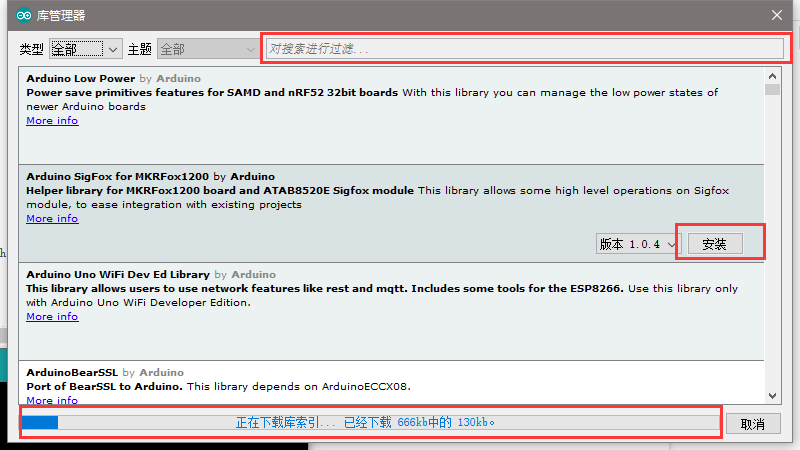 库管理器
类型 全部 主题 全部 对搜索进行过滤...
Arduino Low Power by Arduino
Power save primitives features for SAMD and nRF52 32bit boards With this library you can manage the low power states of
newer Arduino boards
More info
Arduino SigFox for MKRFox1200 by Arduino
Helper library for MKRFox1200 board and ATAB8520E Sigfox module This library allows some high level operations on Sigfox
module, to ease integration with existing projects
More info
版本 1.0.4 安装
Arduino Uno WiFi Dev Ed Library by Arduino
This library allows users to use network features like rest and mqtt. Includes some tools for the ESP8266. Use this library only
with Arduino Uno WiFi Developer Edition.
More info
ArduinoBearSSL by Arduino
Port of BearSSL to Arduino. This library depends on ArduinoECCX08.
More info
正在下载库索引... 已经下载 666kb中的 130kb。
取消
h